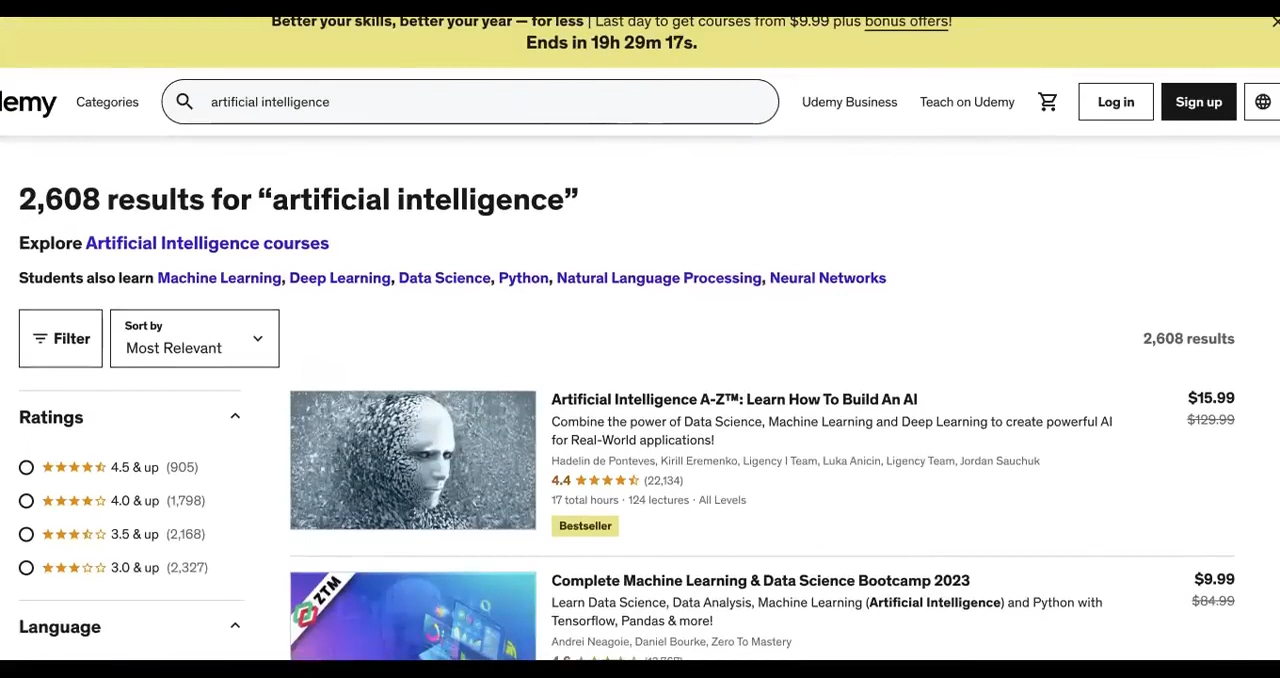 Better your skills, better your year — for less | Last day to get courses from $9.99 plus bonus offers!
Ends in 19h 29m 17s.
demy Categories artificial intelligence Udemy Business Teach on Udemy Log in Sign up
2,608 results for “artificial intelligence”
Explore Artificial Intelligence courses
Students also learn Machine Learning, Deep Learning, Data Science, Python, Natural Language Processing, Neural Networks
Filter
Sort by
Most Relevant
2,608 results
Ratings
4.5 & up (905)
4.0 & up (1,798)
3.5 & up (2,168)
3.0 & up (2,327)
Language
Artificial Intelligence A-Z™: Learn How To Build An AI
$15.99
Combine the power of Data Science, Machine Learning and Deep Learning to create powerful AI
$129.99
for Real-World applications!
Hadelin de Ponteves, Kirill Eremenko, Ligency I Team, Luka Anicin, Ligency Team, Jordan Sauchuk
4.4 (22,134)
17 total hours · 124 lectures · All Levels
Bestseller
ZTM
Complete Machine Learning & Data Science Bootcamp 2023
$9.99
Learn Data Science, Data Analysis, Machine Learning (Artificial Intelligence) and Python with
$84.99
Tensorflow, Pandas & more!
Andrei Neagoie, Daniel Bourke, Zero To Mastery